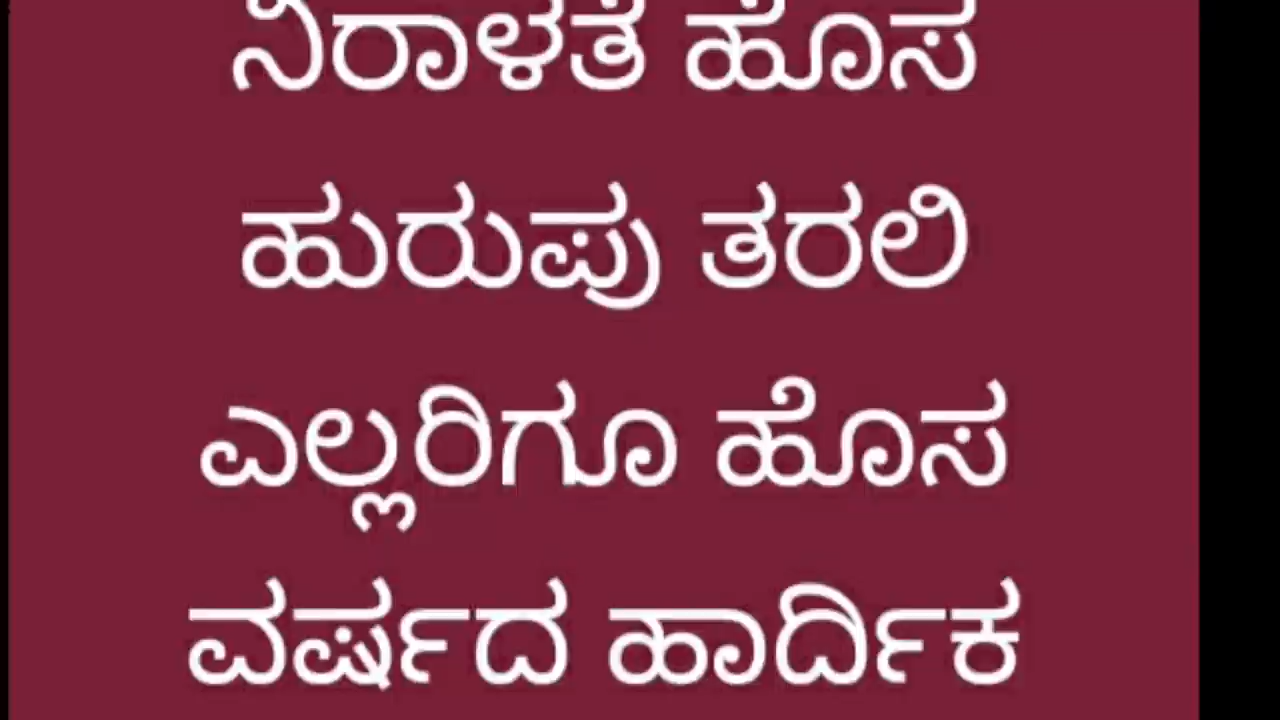 ನಿರಾಳತೆ ಹೊಸ
ಹುರುಪು ತರಲಿ
ಎಲ್ಲರಿಗೂ ಹೊಸ
ವರ್ಷದ ಹಾರ್ದಿಕ